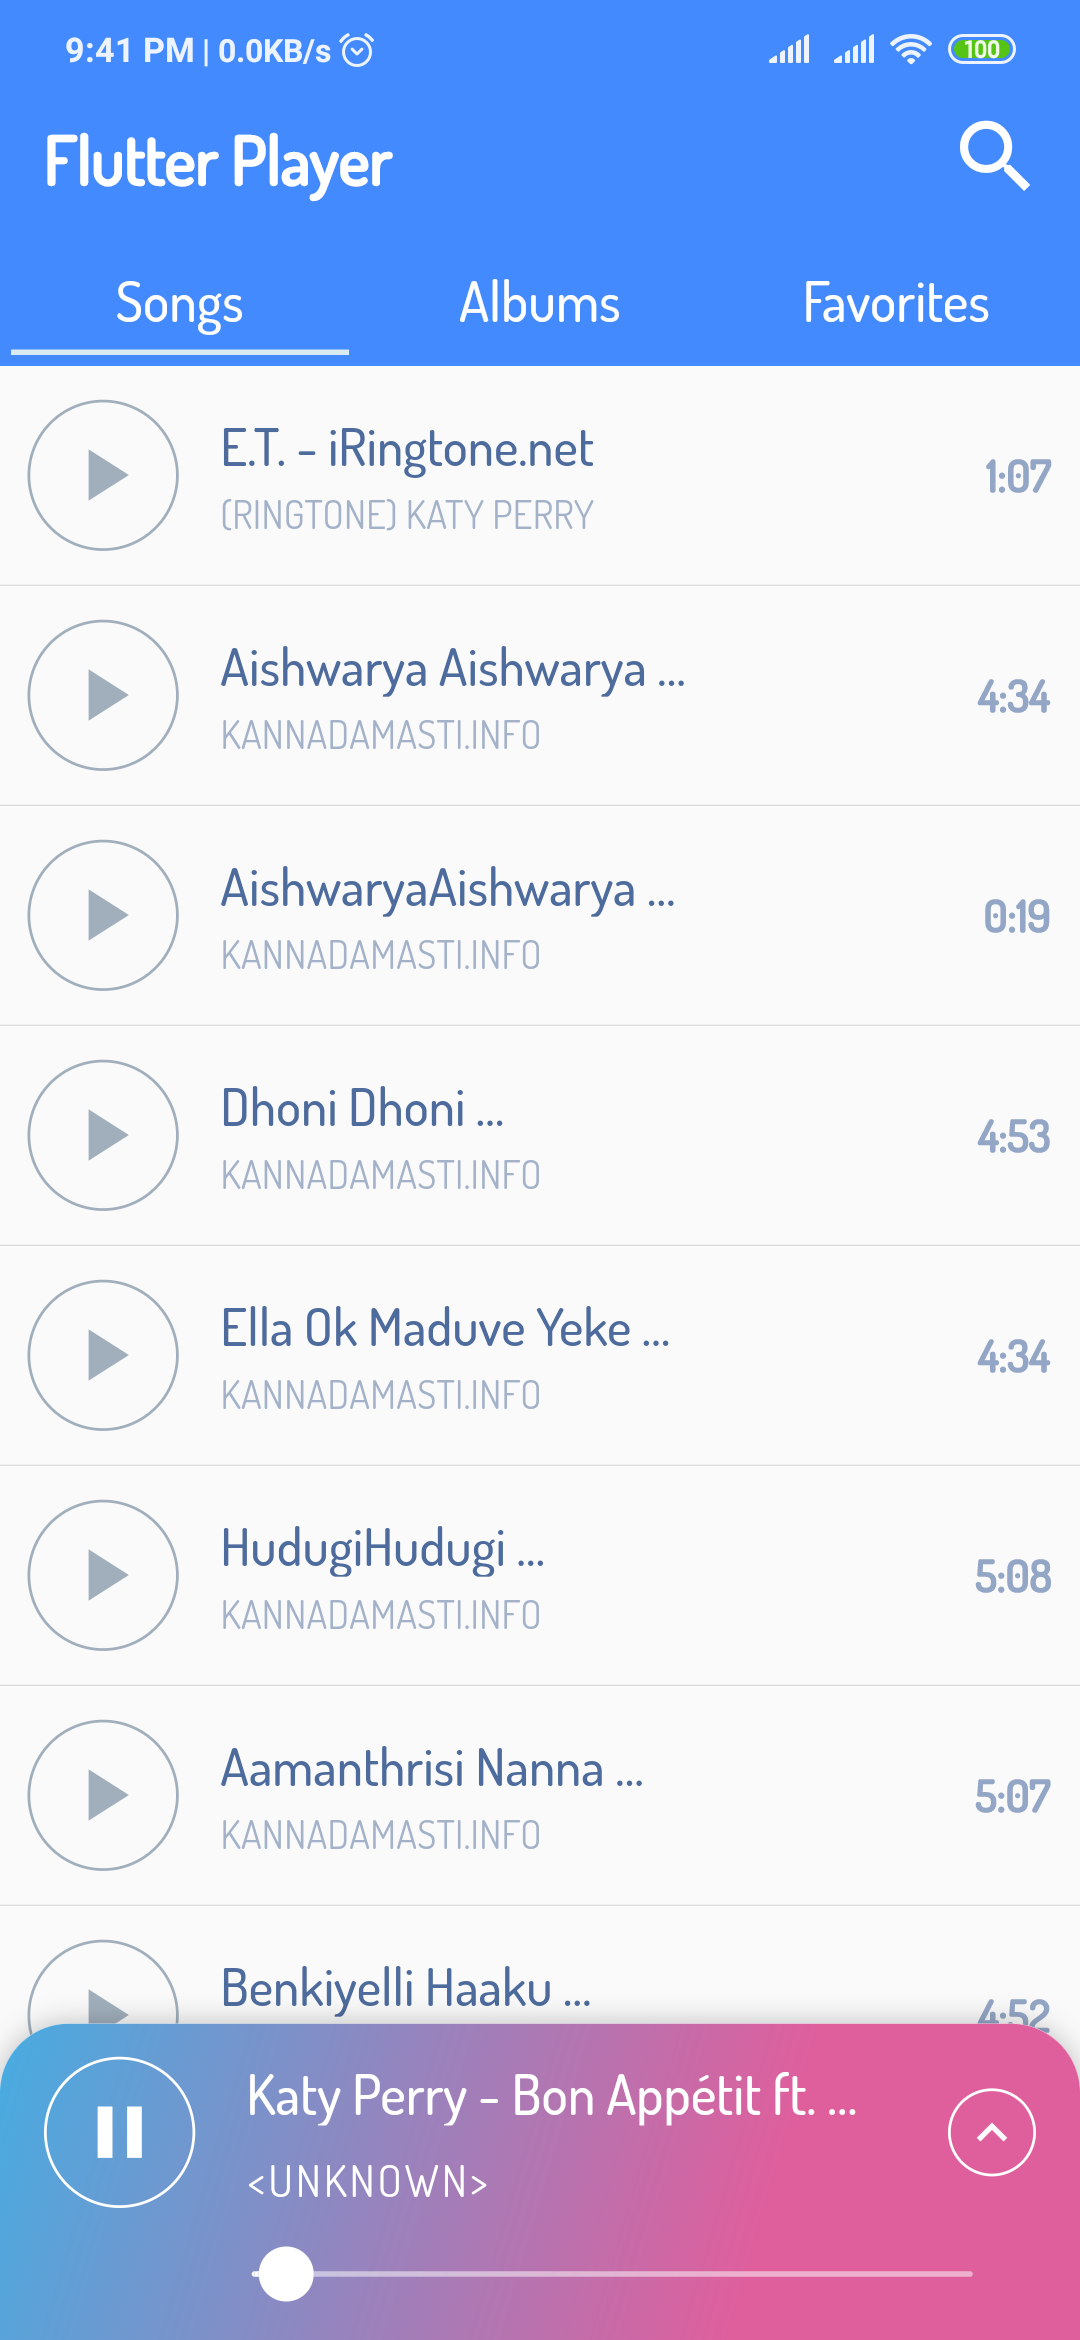 9:41 PM | 0.0KB/s
100
Flutter Player
Songs Albums Favorites
E.T. - iRingtone.net
(RINGTONE) KATY PERRY
1:07
Aishwarya Aishwarya ...
KANNADAMASTI.INFO
4:34
AishwaryaAishwarya ...
KANNADAMASTI.INFO
0:19
Dhoni Dhoni ...
KANNADAMASTI.INFO
4:53
Ella Ok Maduve Yeke ...
KANNADAMASTI.INFO
4:34
HudugiHudugi ...
KANNADAMASTI.INFO
5:08
Aamanthrisi Nanna ...
KANNADAMASTI.INFO
5:07
Benkiyelli Haaku ...
4:52
Katy Perry - Bon Appétit ft. ...
<UNKNOWN>